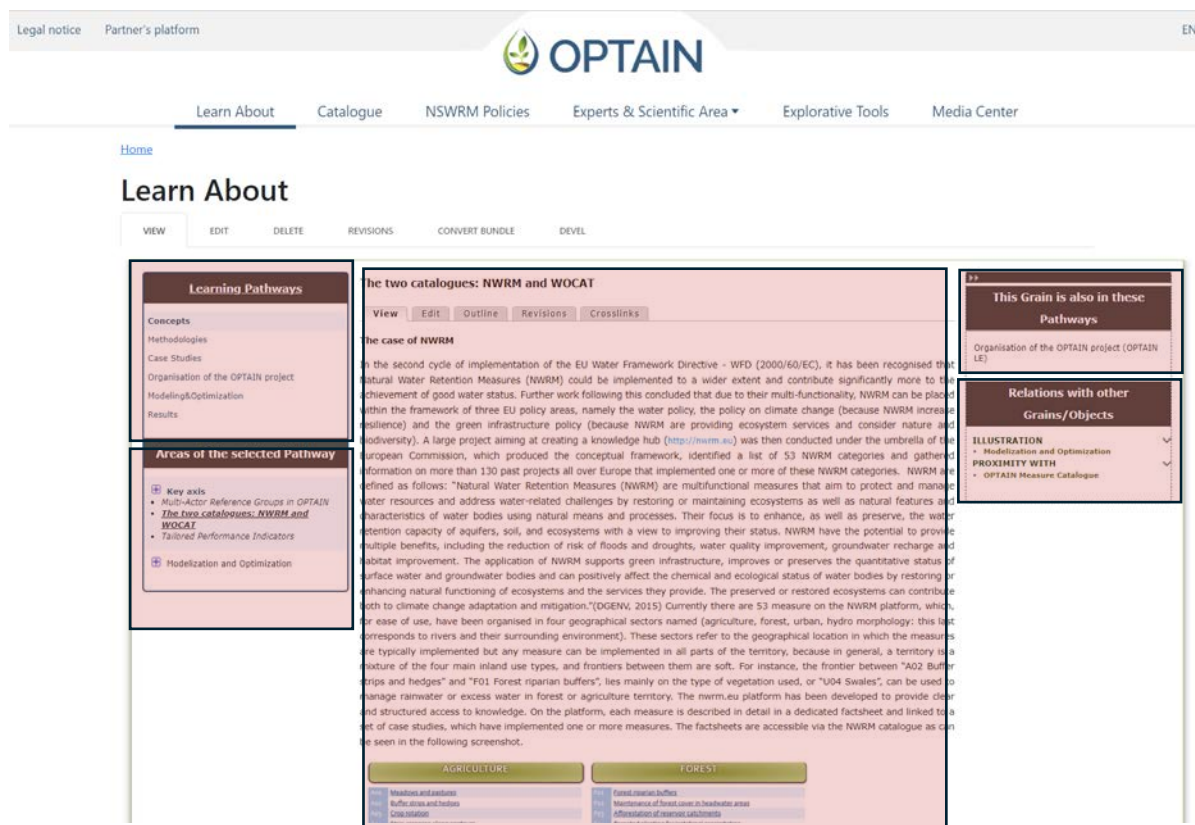 Legal notice Partner's platform EN
OPTAIN
Learn About Catalogue NSWRM Policies Experts & Scientific Area Explorative Tools Media Center
Home
Learn About
VIEW EDIT DELETE REVISIONS CONVERT BUNDLE DEVEL
Learning Pathways
Concepts
Methodologies
Case Studies
Organisation of the OPTAIN project
Modeling&Optimization
Results
Areas of the selected Pathway
Key axis
• Multi-Actor Reference Groups in OPTAIN
• The two catalogues: NWRM and
WOCAT
• Tailored Performance Indicators
Modelization and Optimization
The two catalogues: NWRM and WOCAT
View Edit Outline Revisions Crosslinks
The case of NWRM
In the second cycle of implementation of the EU Water Framework Directive - WFD (2000/60/EC), it has been recognised that
Natural Water Retention Measures (NWRM) could be implemented to a wider extent and contribute significantly more to the
achievement of good water status. Further work following this concluded that due to their multi-functionality, NWRM can be placed
within the framework of three EU policy areas, namely the water policy, the policy on climate change (because NWRM increase
resilience) and the green infrastructure policy (because NWRM are providing ecosystem services and consider nature and
biodiversity). A large project aiming at creating a knowledge hub (http://nwrm.eu) was then conducted under the umbrella of the
European Commission, which produced the conceptual framework, identified a list of 53 NWRM categories and gathered
information on more than 130 past projects all over Europe that implemented one or more of these NWRM categories. NWRM are
defined as follows: "Natural Water Retention Measures (NWRM) are multifunctional measures that aim to protect and manage
water resources and address water-related challenges by restoring or maintaining ecosystems as well as natural features and
characteristics of water bodies using natural means and processes. Their focus is to enhance, as well as preserve, the water
retention capacity of aquifers, soil, and ecosystems with a view to improving their status. NWRM have the potential to provide
multiple benefits, including the reduction of risk of floods and droughts, water quality improvement, groundwater recharge and
habitat improvement. The application of NWRM supports green infrastructure, improves or preserves the quantitative status of
surface water and groundwater bodies and can positively affect the chemical and ecological status of water bodies by restoring or
enhancing natural functioning of ecosystems and the services they provide. The preserved or restored ecosystems can contribute
both to climate change adaptation and mitigation."(DGENV, 2015) Currently there are 53 measure on the NWRM platform, which,
for ease of use, have been organised in four geographical sectors named (agriculture, forest, urban, hydro morphology: this last
corresponds to rivers and their surrounding environment). These sectors refer to the geographical location in which the measures
are typically implemented but any measure can be implemented in all parts of the territory, because in general, a territory is a
mixture of the four main inland use types, and frontiers between them are soft. For instance, the frontier between "A02 Buffer
strips and hedges" and "F01 Forest riparian buffers", lies mainly on the type of vegetation used, or "U04 Swales", can be used to
manage rainwater or excess water in forest or agriculture territory. The nwrm.eu platform has been developed to provide clear
and structured access to knowledge. On the platform, each measure is described in detail in a dedicated factsheet and linked to a
set of case studies, which have implemented one or more measures. The factsheets are accessible via the NWRM catalogue as can
be seen in the following screenshot.
AGRICULTURE FOREST
Meadows and pastures Forest riparian buffers
Buffer strips and hedges Maintenance of forest cover in headwater areas
Crop rotation Afforestation of reservoir catchments
This Grain is also in these
Pathways
Organisation of the OPTAIN project (OPTAIN
LE)
Relations with other
Grains/Objects
ILLUSTRATION
• Modelization and Optimization
PROXIMITY WITH
• OPTAIN Measure Catalogue